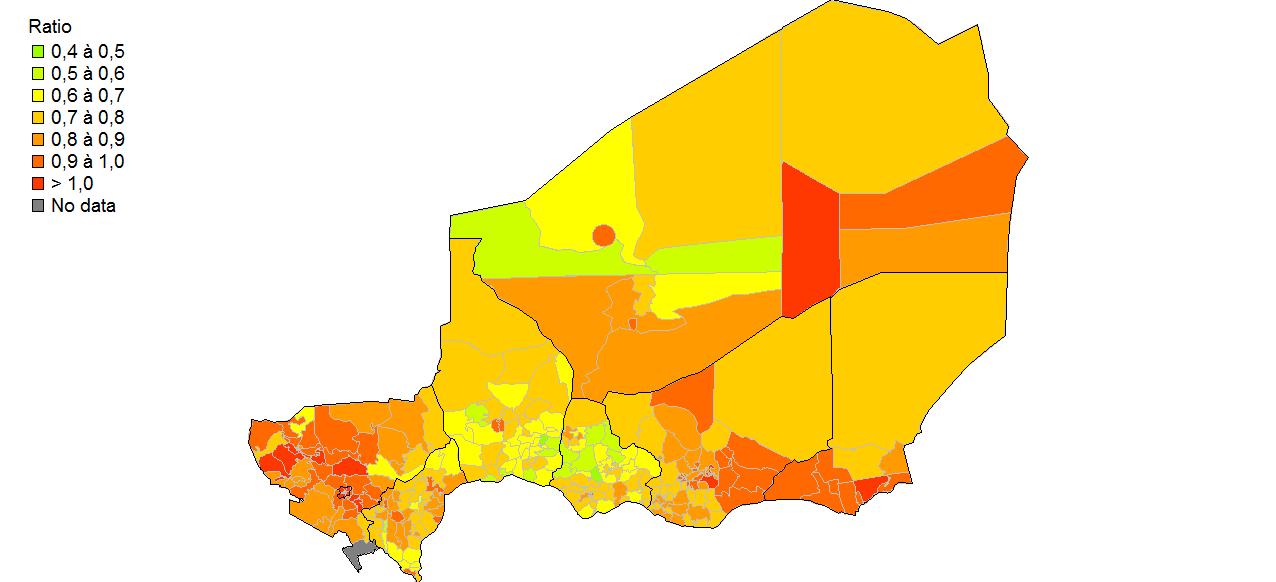 Ratio
0,4 à 0,5
0,5 à 0,6
0,6 à 0,7
0,7 à 0,8
0,8 à 0,9
0,9 à 1,0
> 1,0
No data